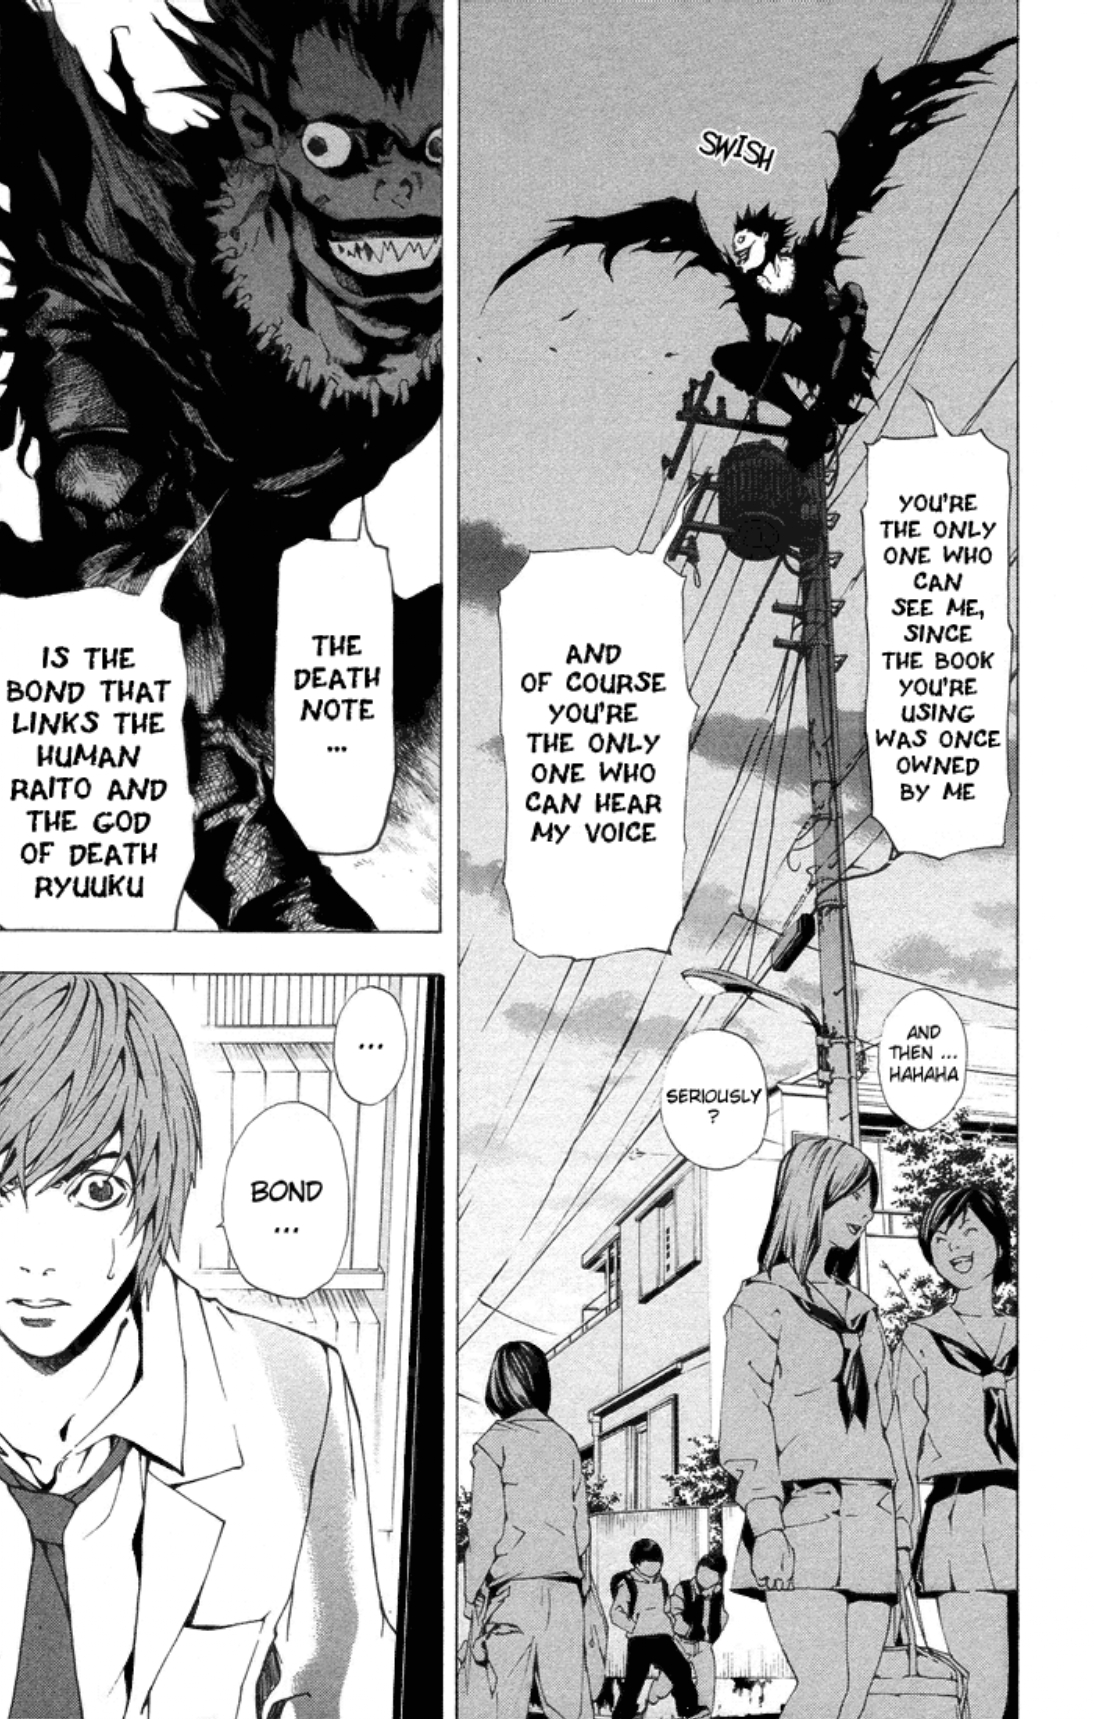 SWISH
YOU'RE
THE ONLY
ONE WHO
CAN
SEE ME,
SINCE
THE BOOK
YOU'RE
USING
WAS ONCE
OWNED
BY ME
AND
OF COURSE
YOU'RE
THE ONLY
ONE WHO
CAN HEAR
MY VOICE
AND
THEN ...
HAHAHA
SERIOUSLY
?
THE
DEATH
NOTE
...
IS THE
BOND THAT
LINKS THE
HUMAN
RAITO AND
THE GOD
OF DEATH
RYUUKU
...
BOND
...